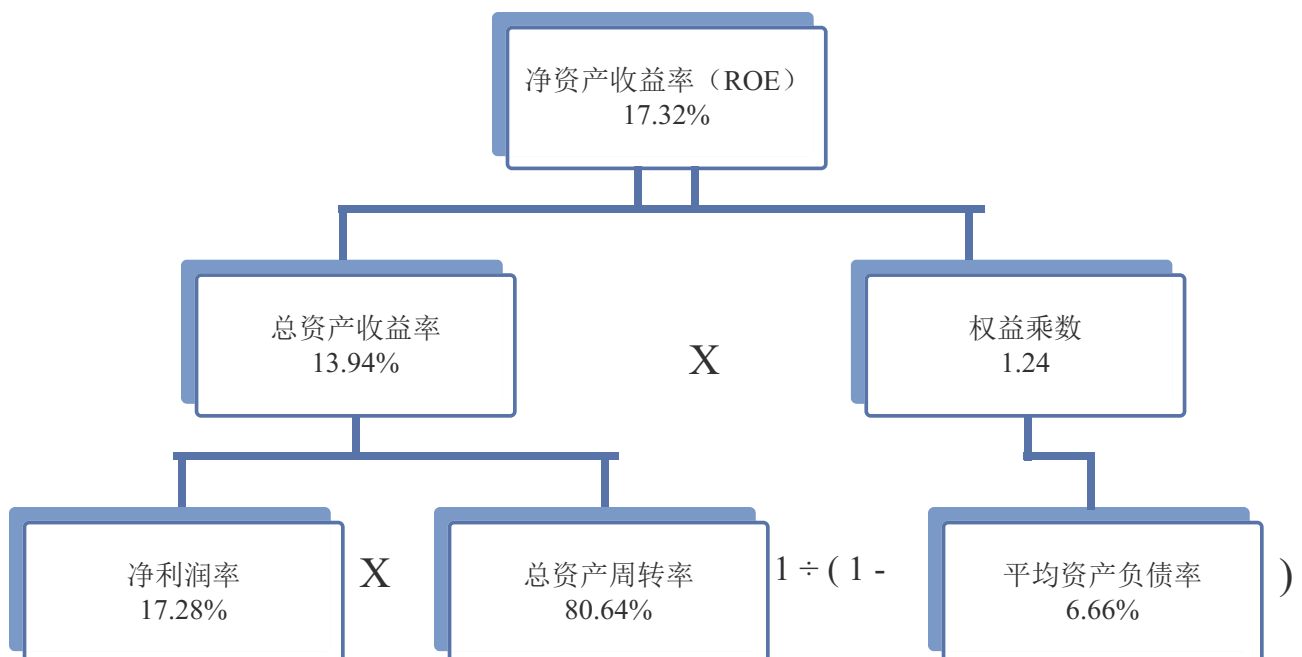 净资产收益率（ROE）
17.32%
总资产收益率
13.94%
X
权益乘数
1.24
净利润率
17.28%
X
总资产周转率
80.64%
1 ÷ ( 1 -
平均资产负债率
6.66%
)